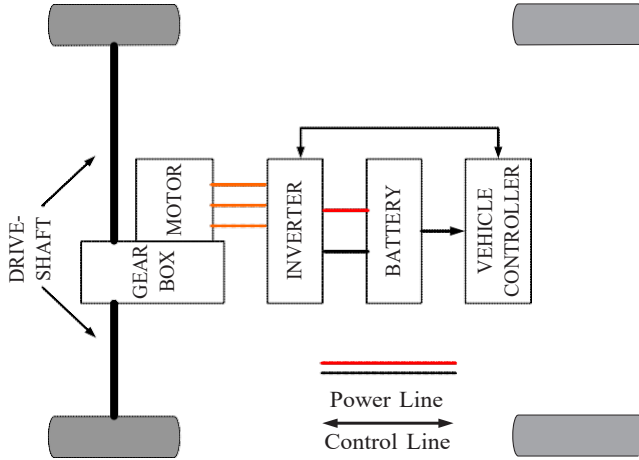 DRIVE-
SHAFT
MOTOR
GEAR
BOX
INVERTER
BATTERY
VEHICLE
CONTROLLER
Power Line
Control Line